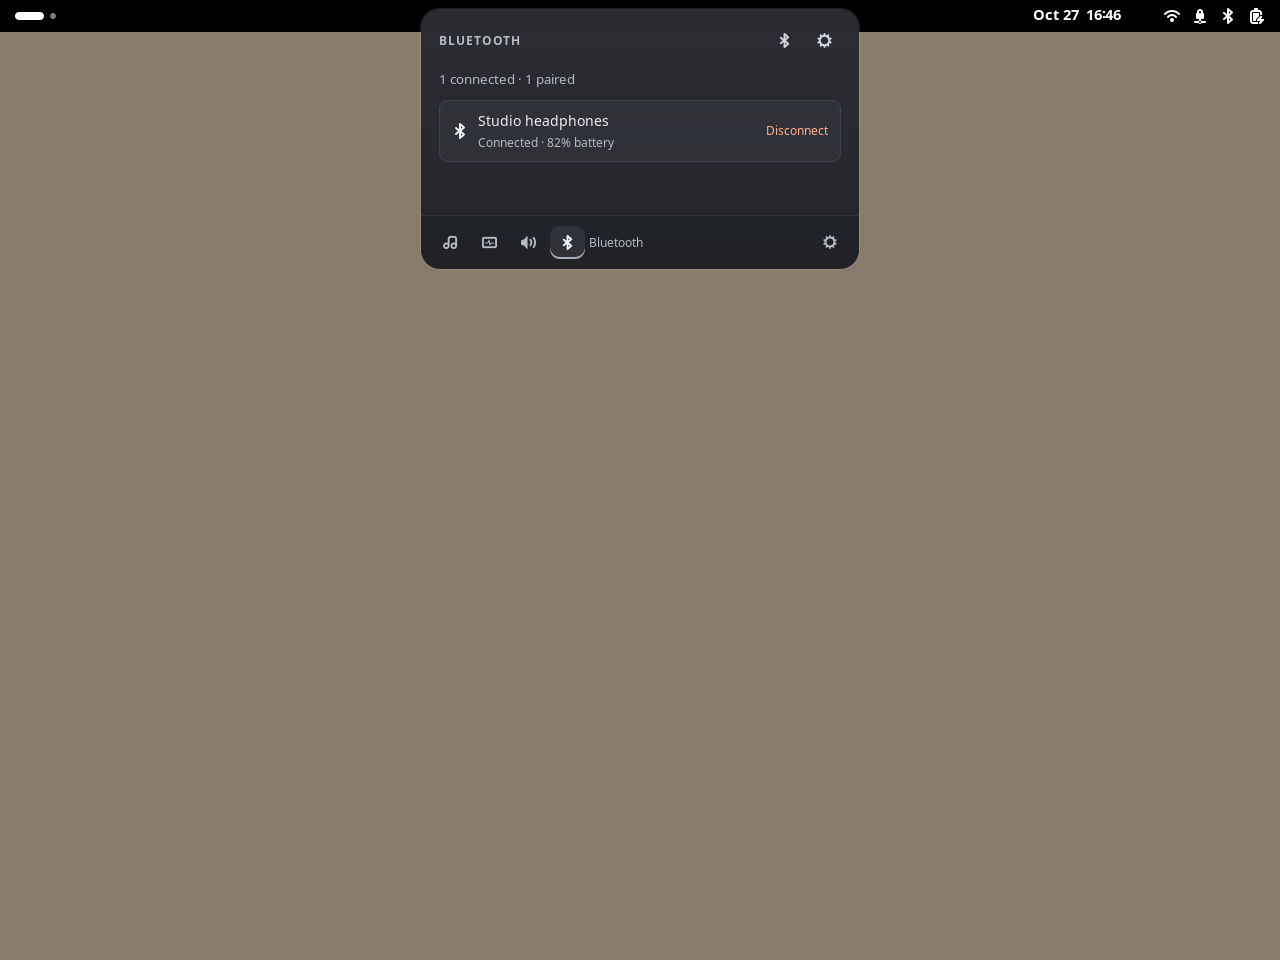 Oct 27 16:46
BLUETOOTH
1 connected · 1 paired
Studio headphones
Connected · 82% battery
Disconnect
Bluetooth